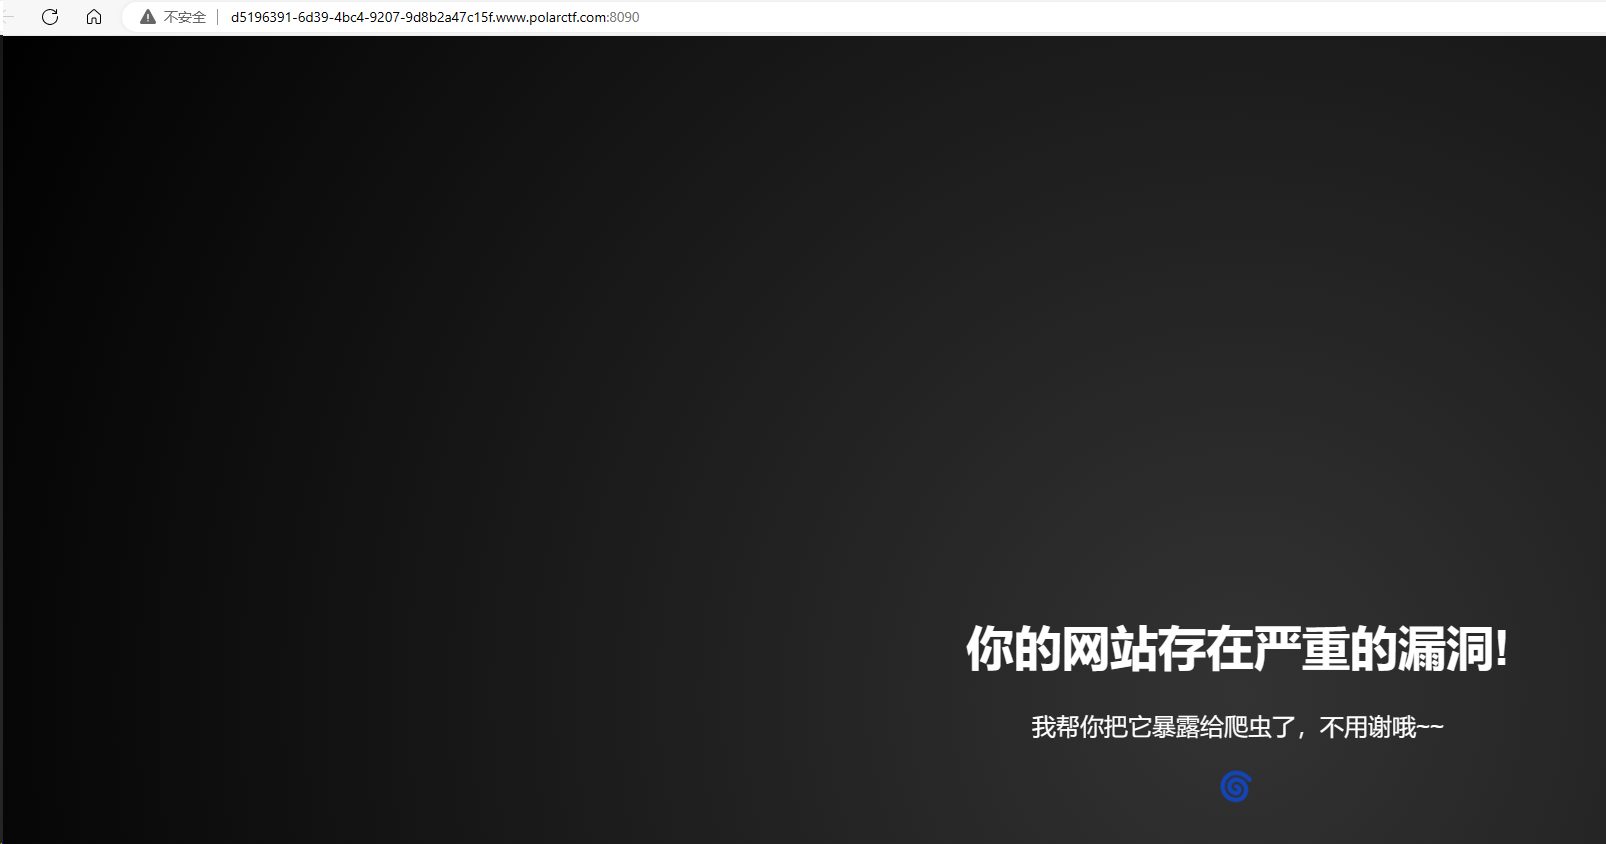 不安全 d5196391-6d39-4bc4-9207-9d8b2a47c15f.www.polarctf.com:8090
你的网站存在严重的漏洞!
我帮你把它暴露给爬虫了，不用谢哦~~